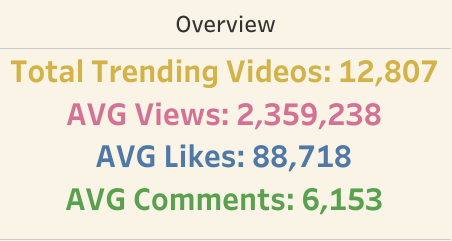 Overview
Total Trending Videos: 12,807
AVG Views: 2,359,238
AVG Likes: 88,718
AVG Comments: 6,153